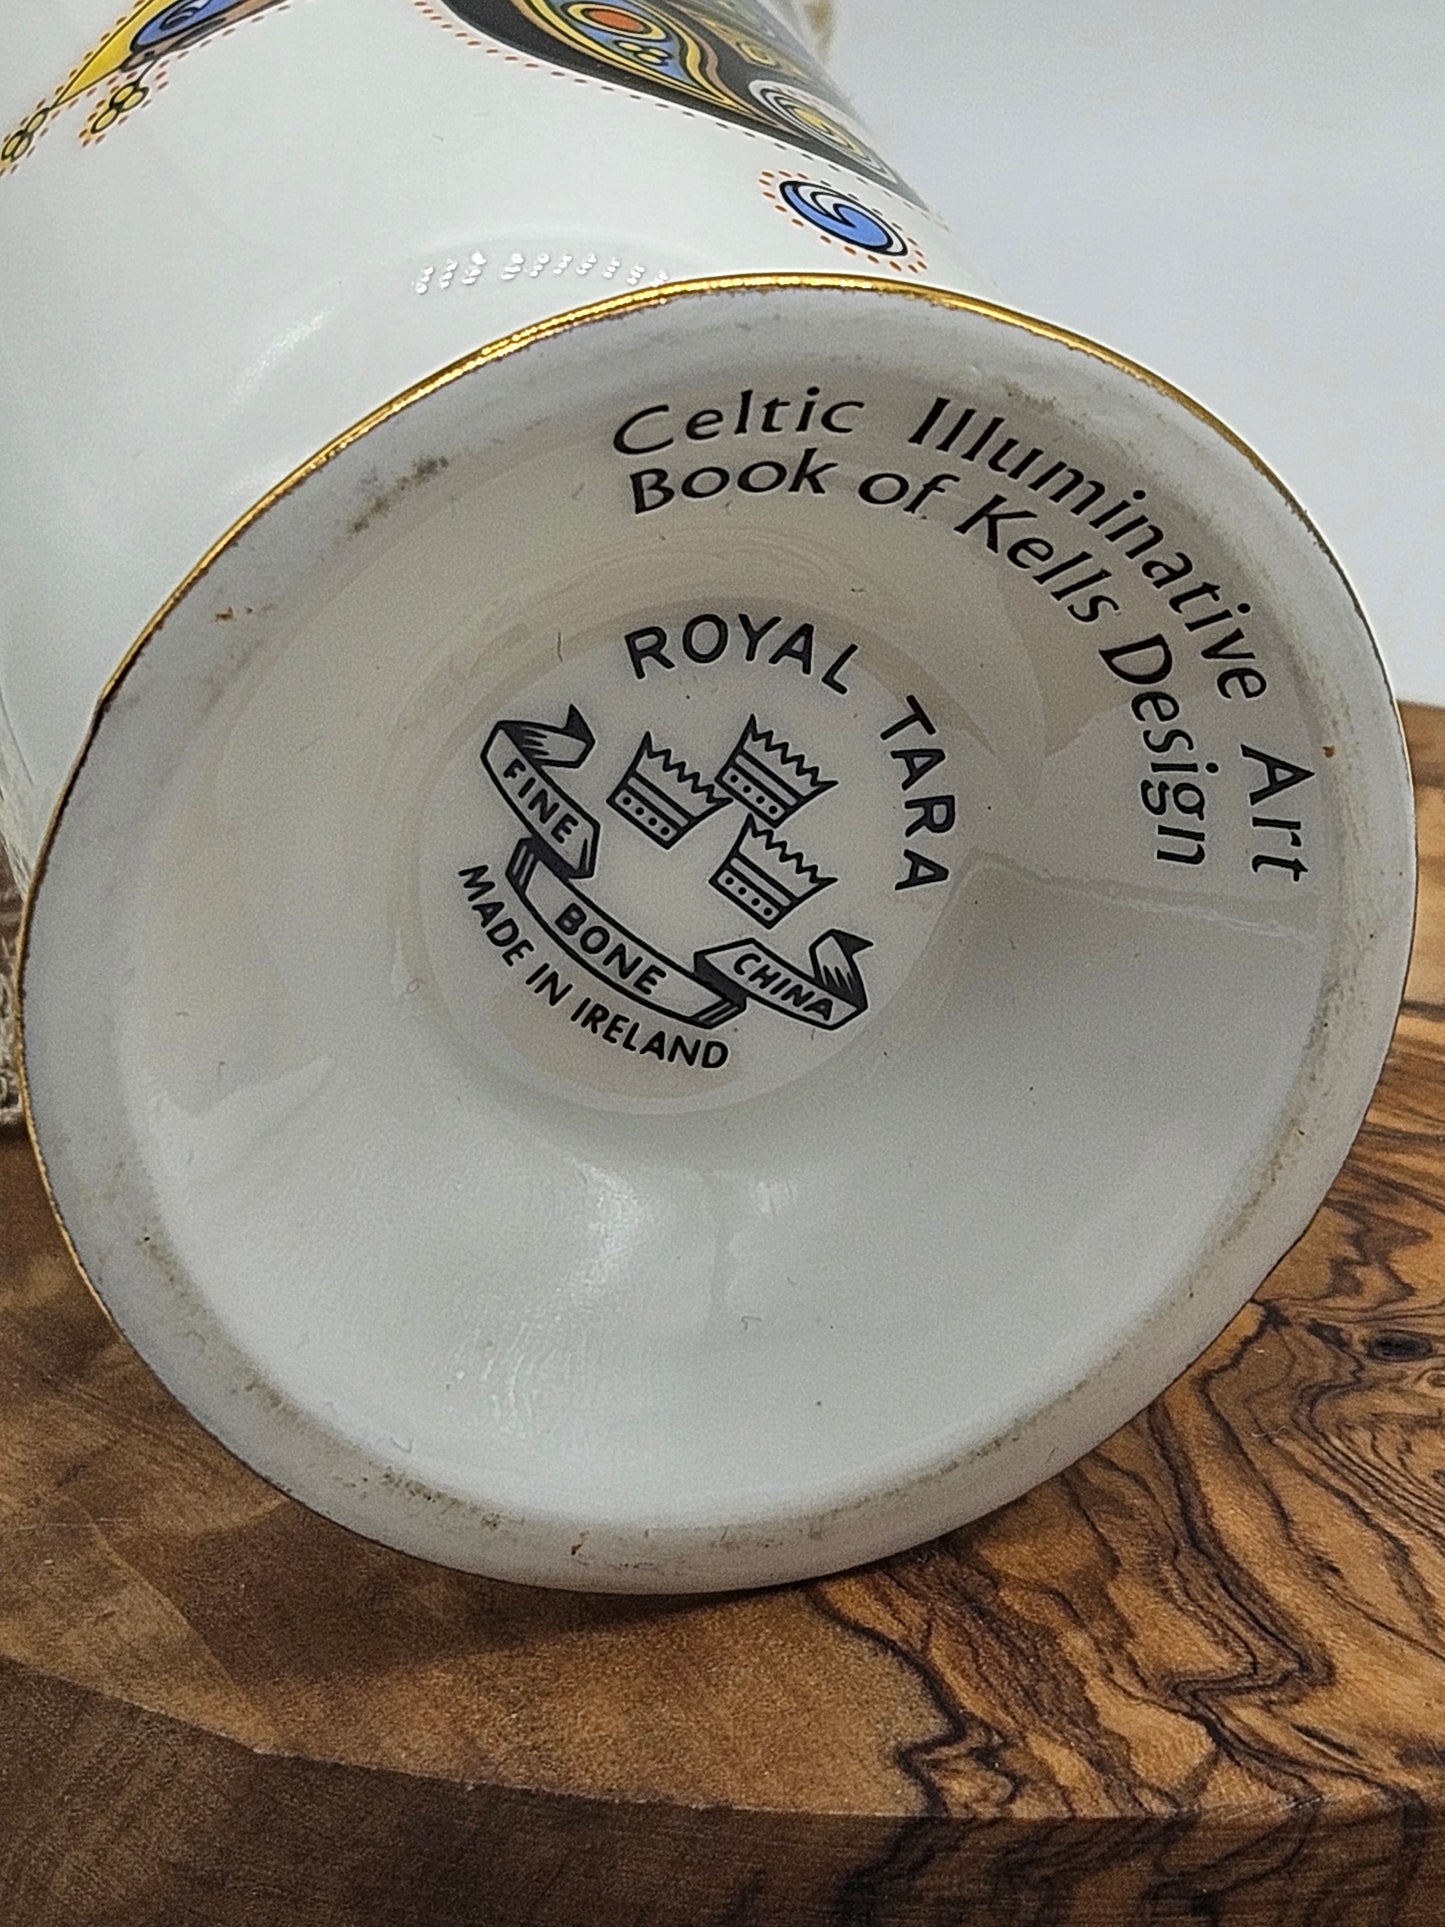 Celtic Illuminative Art
Book of Kells Design
ROYAL TARA
FINE BONE CHINA
MADE IN IRELAND